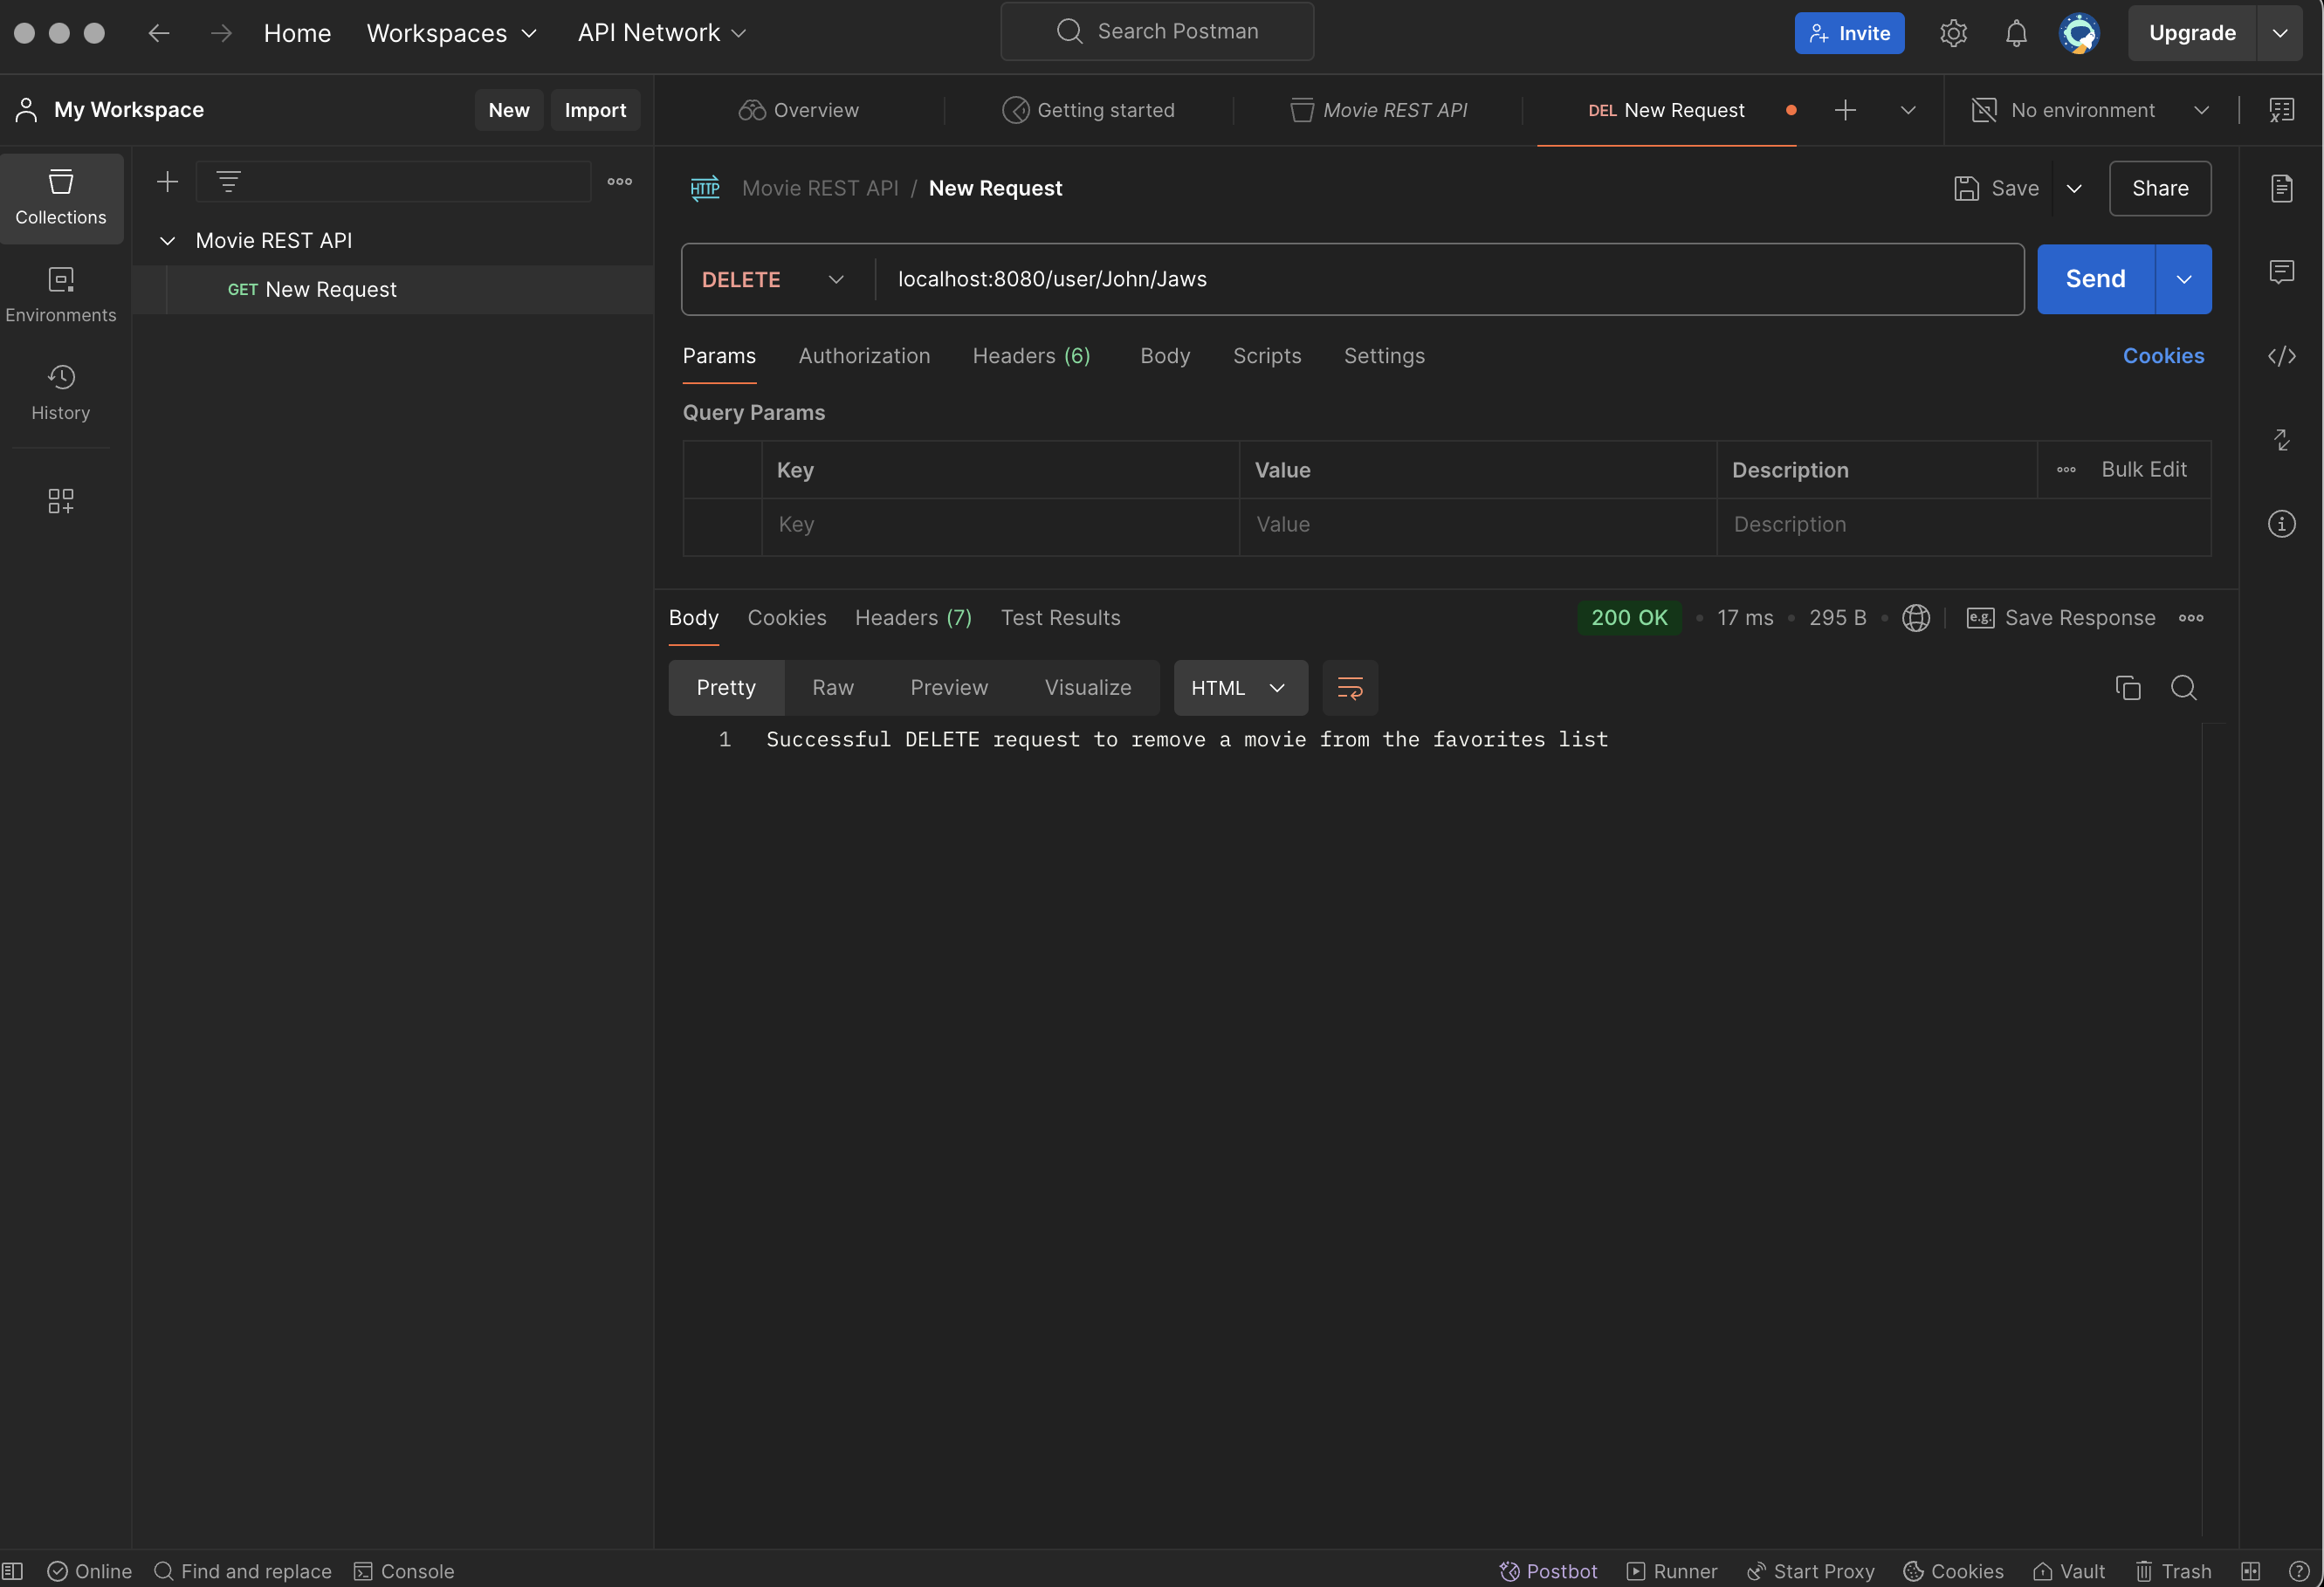 Home Workspaces API Network Search Postman Invite Upgrade
My Workspace New Import Overview Getting started Movie REST API DEL New Request No environment
Collections
Environments
History
Movie REST API
GET New Request
HTTP Movie REST API / New Request Save Share
DELETE localhost:8080/user/John/Jaws Send
Params Authorization Headers (6) Body Scripts Settings Cookies
Query Params
Key Value Description Bulk Edit
Key Value Description
Body Cookies Headers (7) Test Results 200 OK • 17 ms • 295 B • e.g. Save Response
Pretty Raw Preview Visualize HTML
1 Successful DELETE request to remove a movie from the favorites list
Online Find and replace Console Postbot Runner Start Proxy Cookies Vault Trash